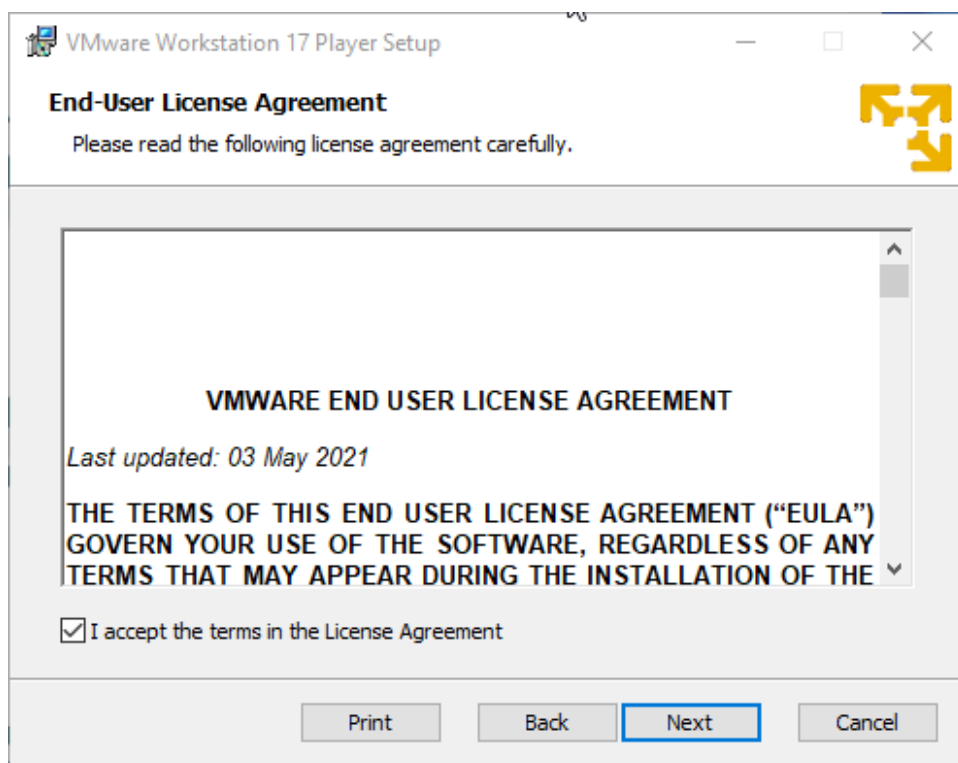 VMware Workstation 17 Player Setup
End-User License Agreement
Please read the following license agreement carefully.
VMWARE END USER LICENSE AGREEMENT
Last updated: 03 May 2021
THE TERMS OF THIS END USER LICENSE AGREEMENT (“EULA”)
GOVERN YOUR USE OF THE SOFTWARE, REGARDLESS OF ANY
TERMS THAT MAY APPEAR DURING THE INSTALLATION OF THE
I accept the terms in the License Agreement
Print Back Next Cancel